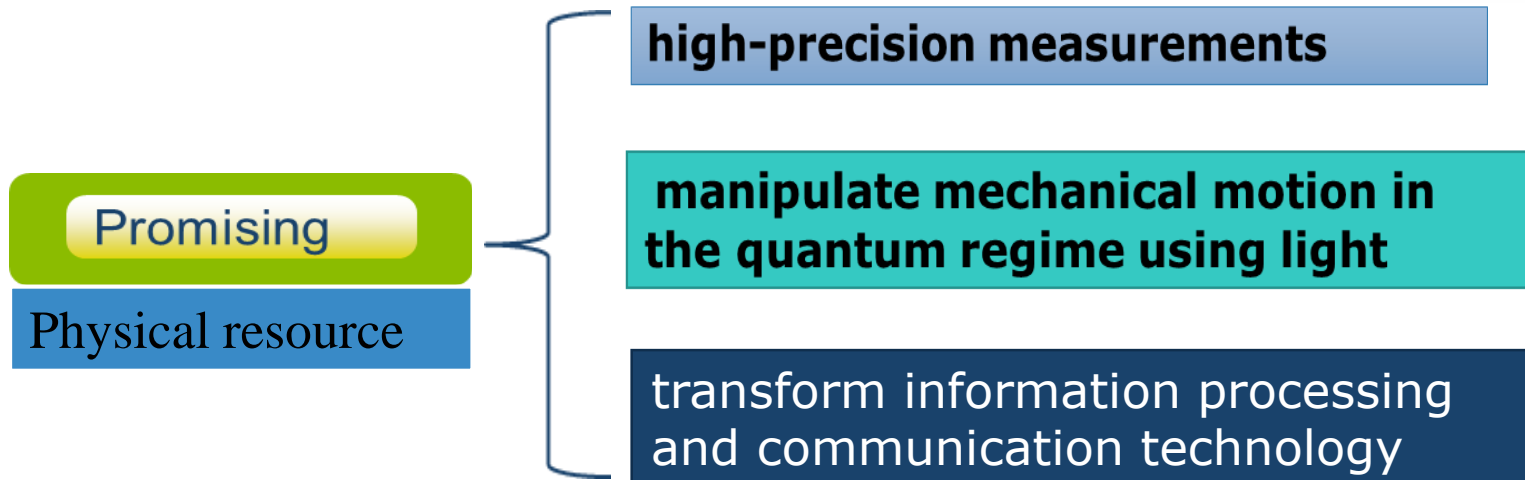 Promising
Physical resource
high-precision measurements
manipulate mechanical motion in
the quantum regime using light
transform information processing
and communication technology